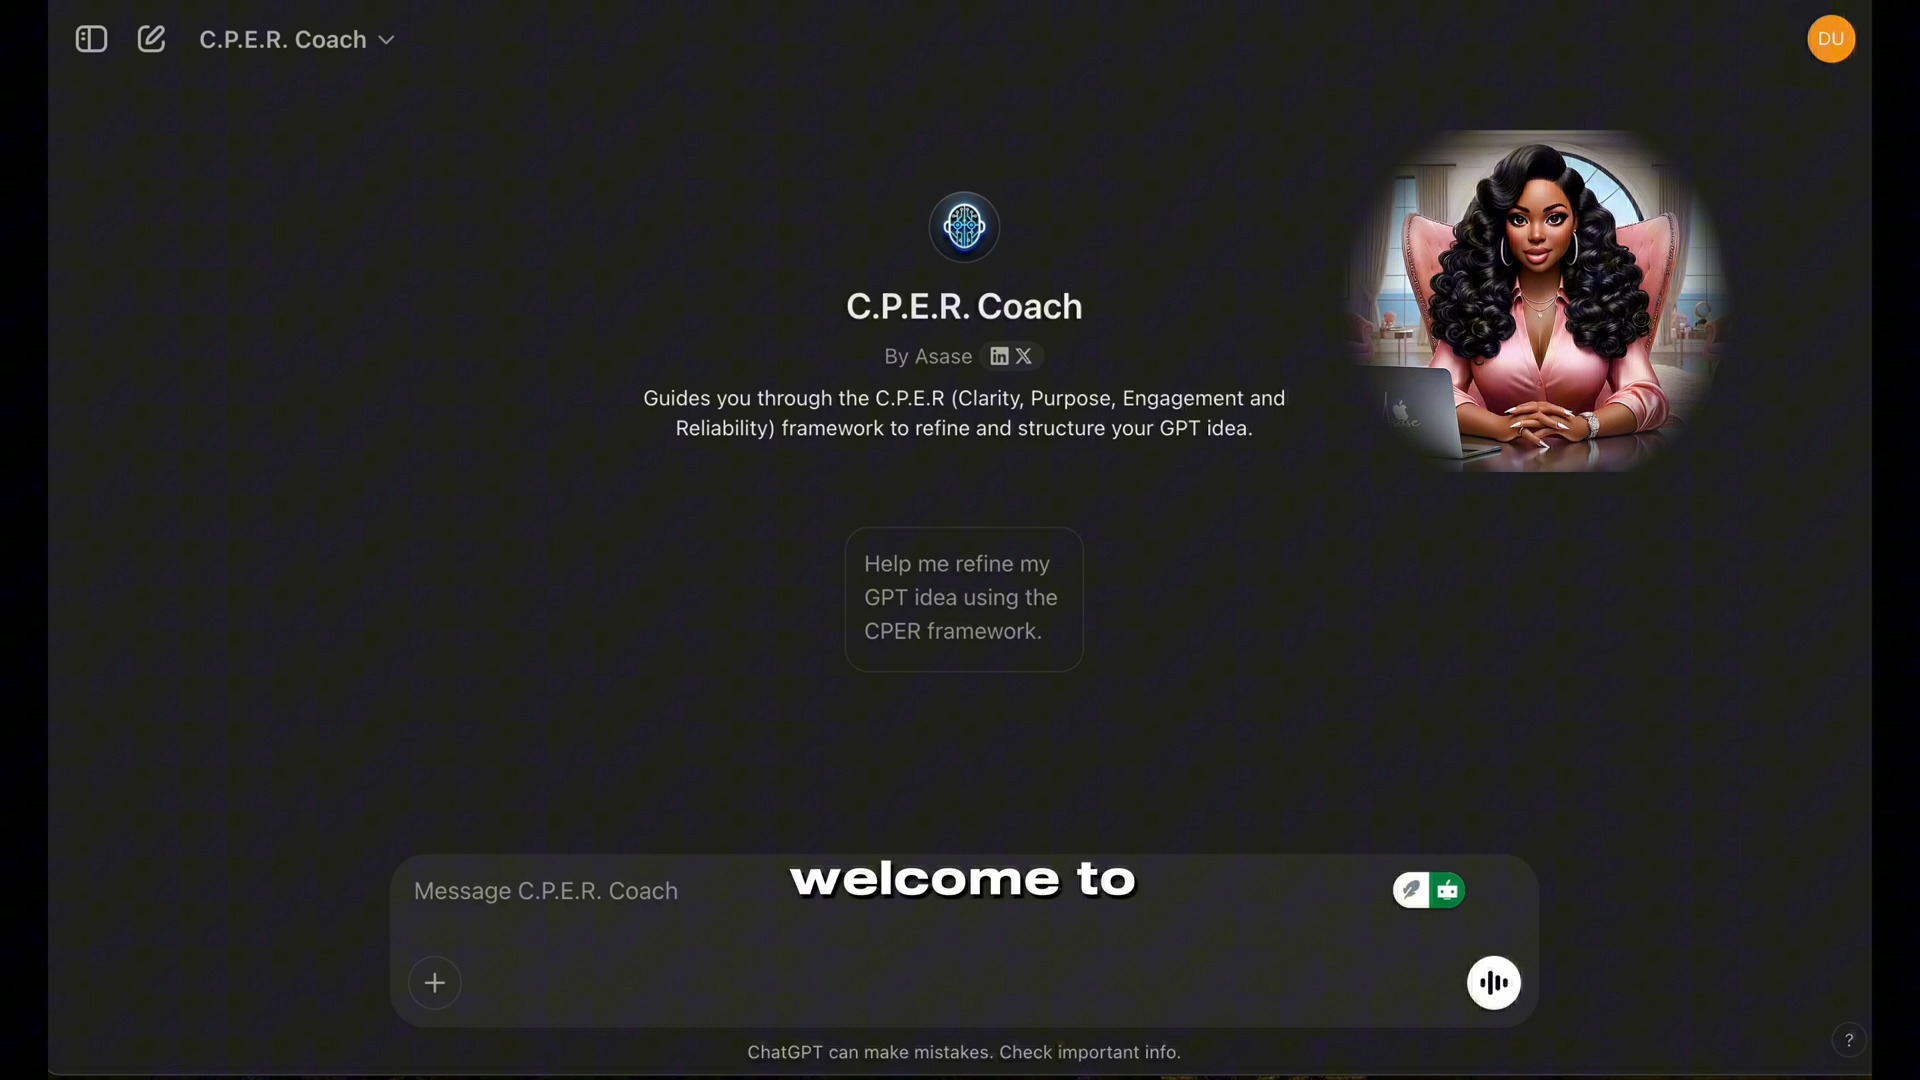 C.P.E.R. Coach
DU
C.P.E.R. Coach
By Asase
Guides you through the C.P.E.R (Clarity, Purpose, Engagement and
Reliability) framework to refine and structure your GPT idea.
Asase
Help me refine my
GPT idea using the
CPER framework.
welcome to
Message C.P.E.R. Coach
ChatGPT can make mistakes. Check important info.
?